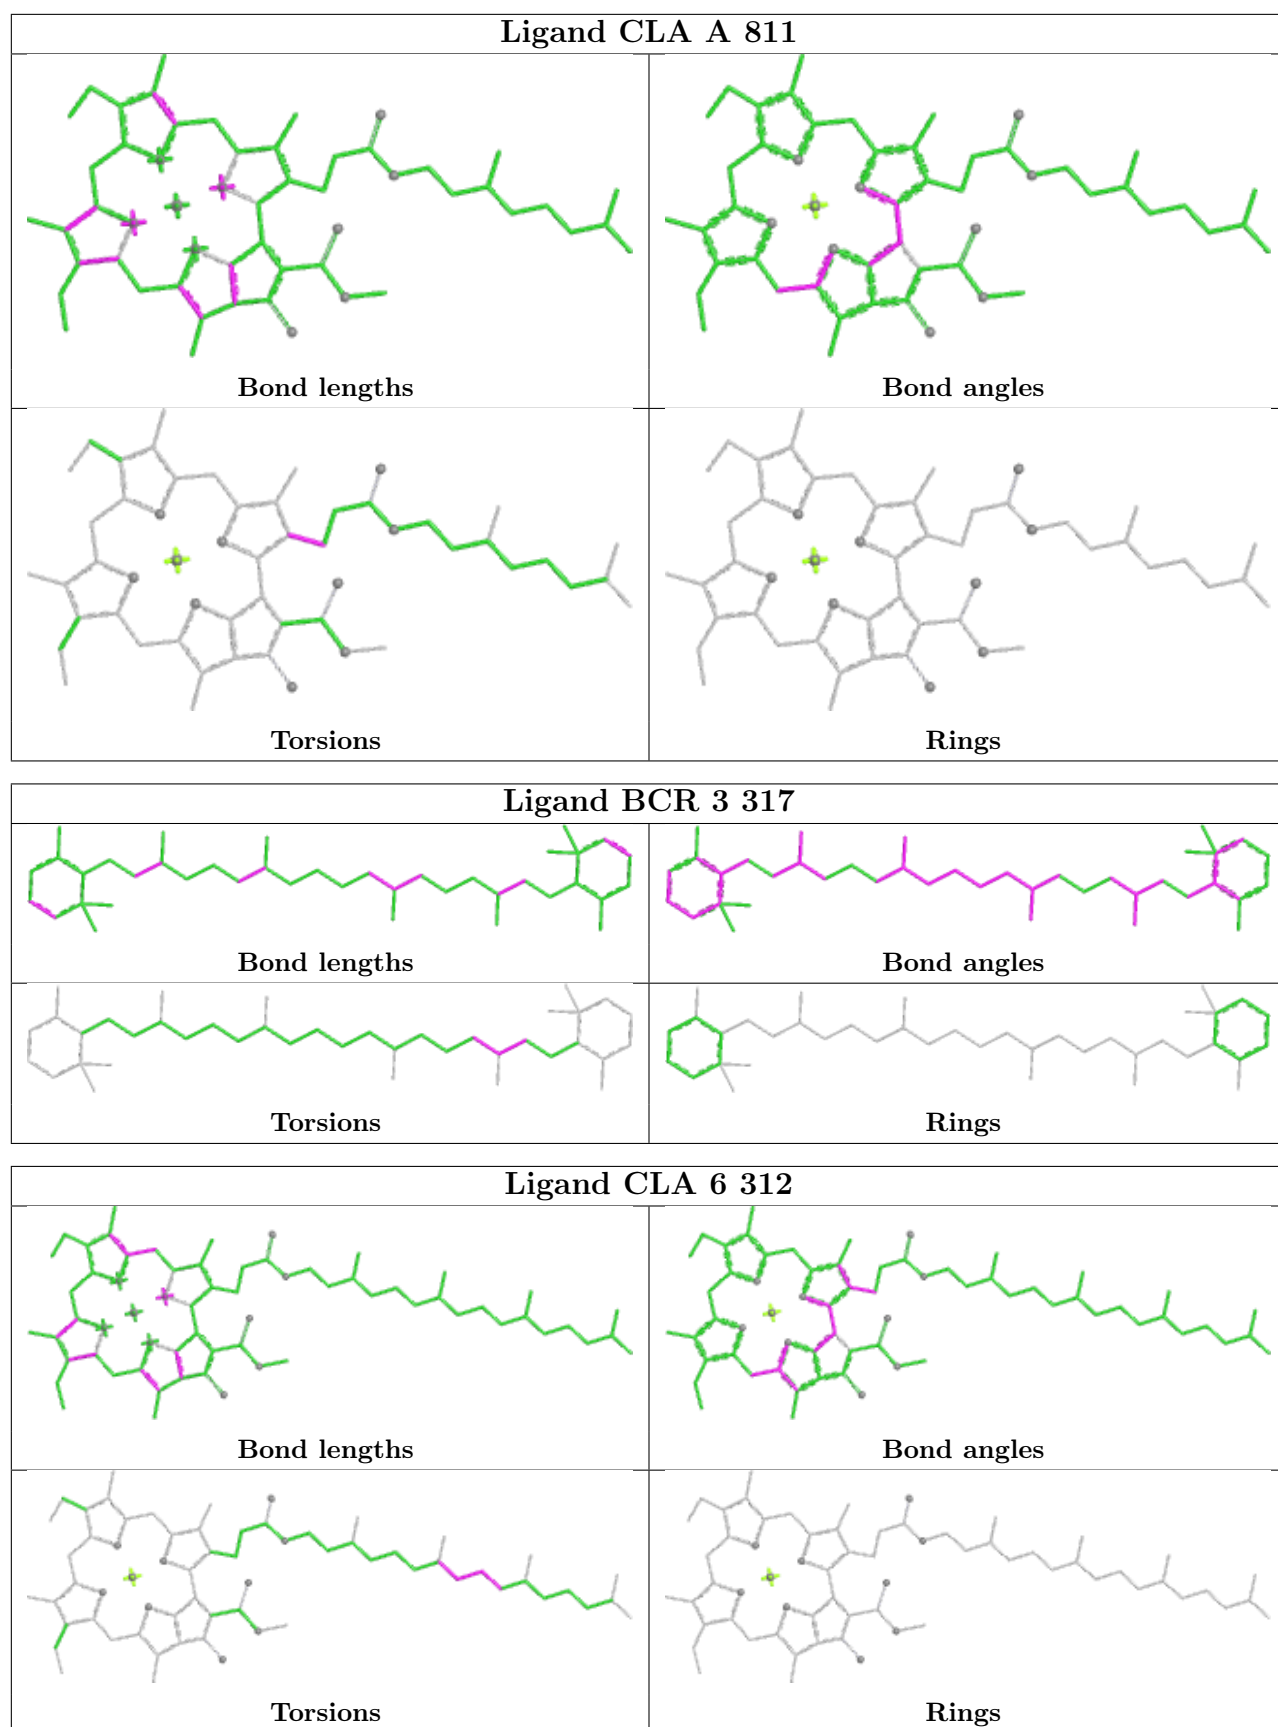 Ligand CLA A 811
Bond lengths
Bond angles
Torsions
Rings
Ligand BCR 3 317
Bond lengths
Bond angles
Torsions
Rings
Ligand CLA 6 312
Bond lengths
Bond angles
Torsions
Rings